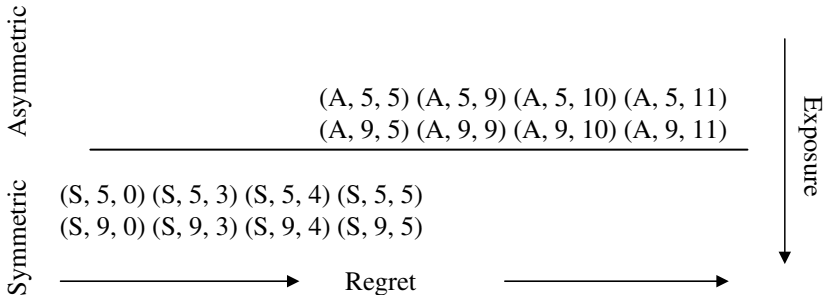 Asymmetric
(A, 5, 5) (A, 5, 9) (A, 5, 10) (A, 5, 11)
(A, 9, 5) (A, 9, 9) (A, 9, 10) (A, 9, 11)
Exposure
Symmetric
(S, 5, 0) (S, 5, 3) (S, 5, 4) (S, 5, 5)
(S, 9, 0) (S, 9, 3) (S, 9, 4) (S, 9, 5)
Regret